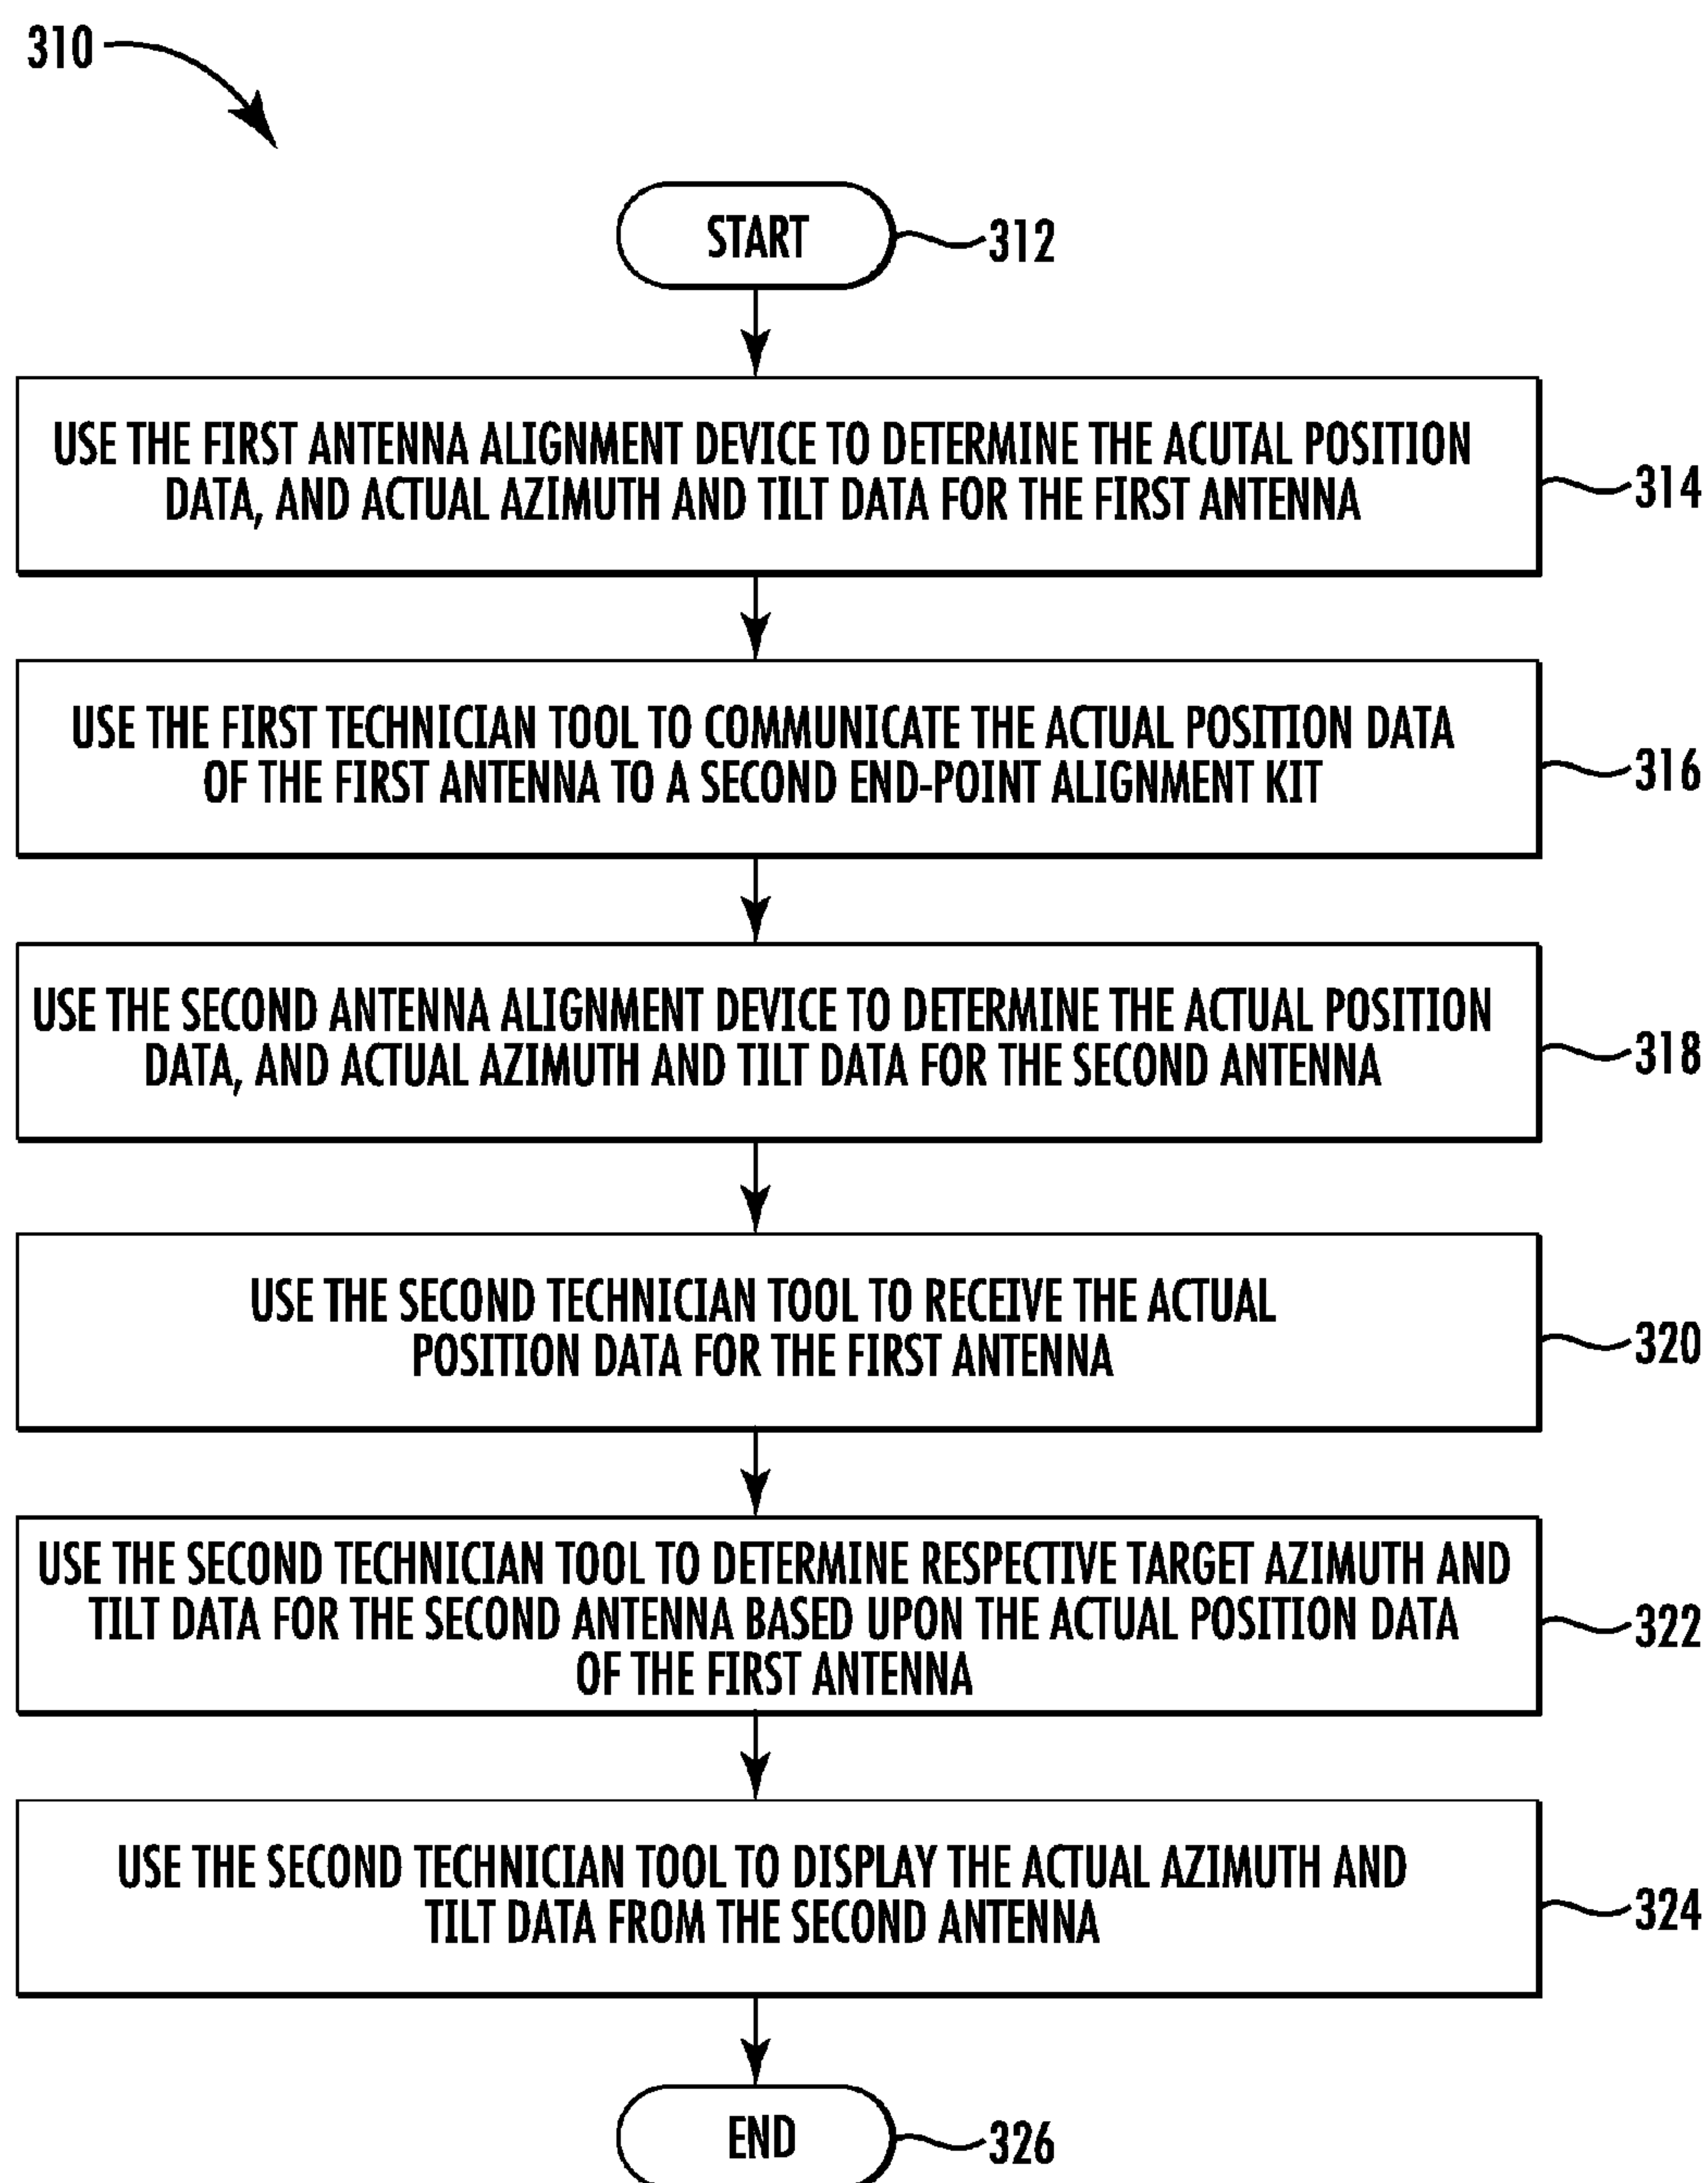 310
START
312
USE THE FIRST ANTENNA ALIGNMENT DEVICE TO DETERMINE THE ACUTAL POSITION
DATA, AND ACTUAL AZIMUTH AND TILT DATA FOR THE FIRST ANTENNA
314
USE THE FIRST TECHNICIAN TOOL TO COMMUNICATE THE ACTUAL POSITION DATA
OF THE FIRST ANTENNA TO A SECOND END-POINT ALIGNMENT KIT
316
USE THE SECOND ANTENNA ALIGNMENT DEVICE TO DETERMINE THE ACTUAL POSITION
DATA, AND ACTUAL AZIMUTH AND TILT DATA FOR THE SECOND ANTENNA
318
USE THE SECOND TECHNICIAN TOOL TO RECEIVE THE ACTUAL
POSITION DATA FOR THE FIRST ANTENNA
320
USE THE SECOND TECHNICIAN TOOL TO DETERMINE RESPECTIVE TARGET AZIMUTH AND
TILT DATA FOR THE SECOND ANTENNA BASED UPON THE ACTUAL POSITION DATA
OF THE FIRST ANTENNA
322
USE THE SECOND TECHNICIAN TOOL TO DISPLAY THE ACTUAL AZIMUTH AND
TILT DATA FROM THE SECOND ANTENNA
324
END
326